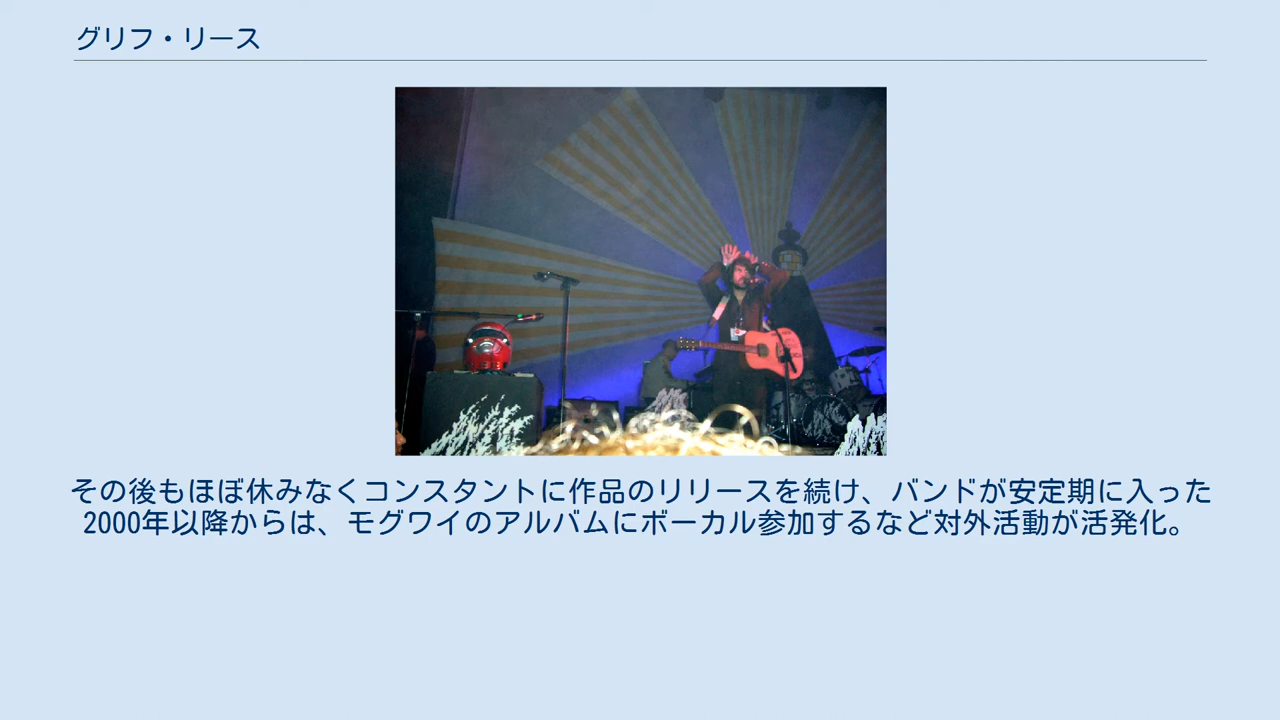 グリフ・リース
その後もほぼ休みなくコンスタントに作品のリリースを続け、バンドが安定期に入った
2000年以降からは、モグワイのアルバムにボーカル参加するなど対外活動が活発化。